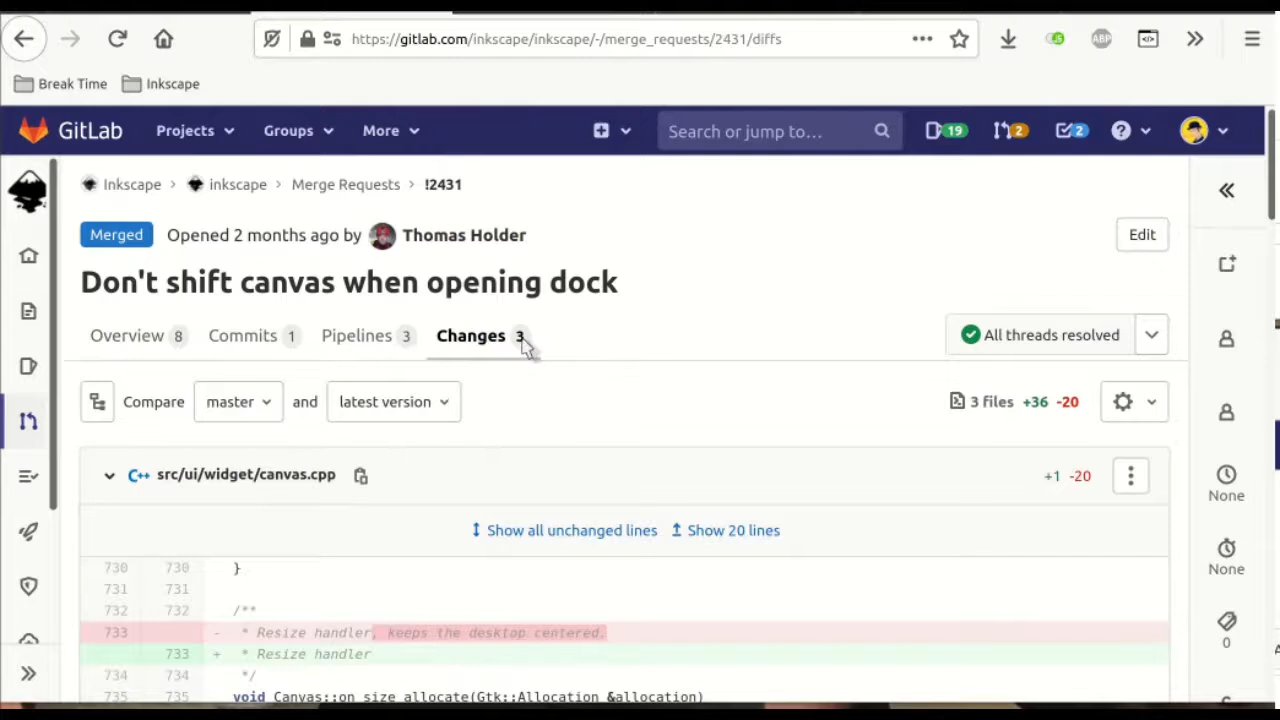 https://gitlab.com/inkscape/inkscape/-/merge_requests/2431/diffs
ABP
Break Time Inkscape
GitLab Projects Groups More Search or jump to... 19 2 2
Inkscape > inkscape > Merge Requests > !2431
Merged Opened 2 months ago by Thomas Holder Edit
Don't shift canvas when opening dock
Overview 8 Commits 1 Pipelines 3 Changes 3 All threads resolved
Compare master and latest version 3 files +36 -20
C++ src/ui/widget/canvas.cpp +1 -20
None
Show all unchanged lines Show 20 lines
None
730 730 }
731 731
732 732 /**
733 - * Resize handler, keeps the desktop centered.
733 + * Resize handler
0
734 734 */
735 735 void Canvas::on_size_allocate(Gtk::Allocation &allocation)